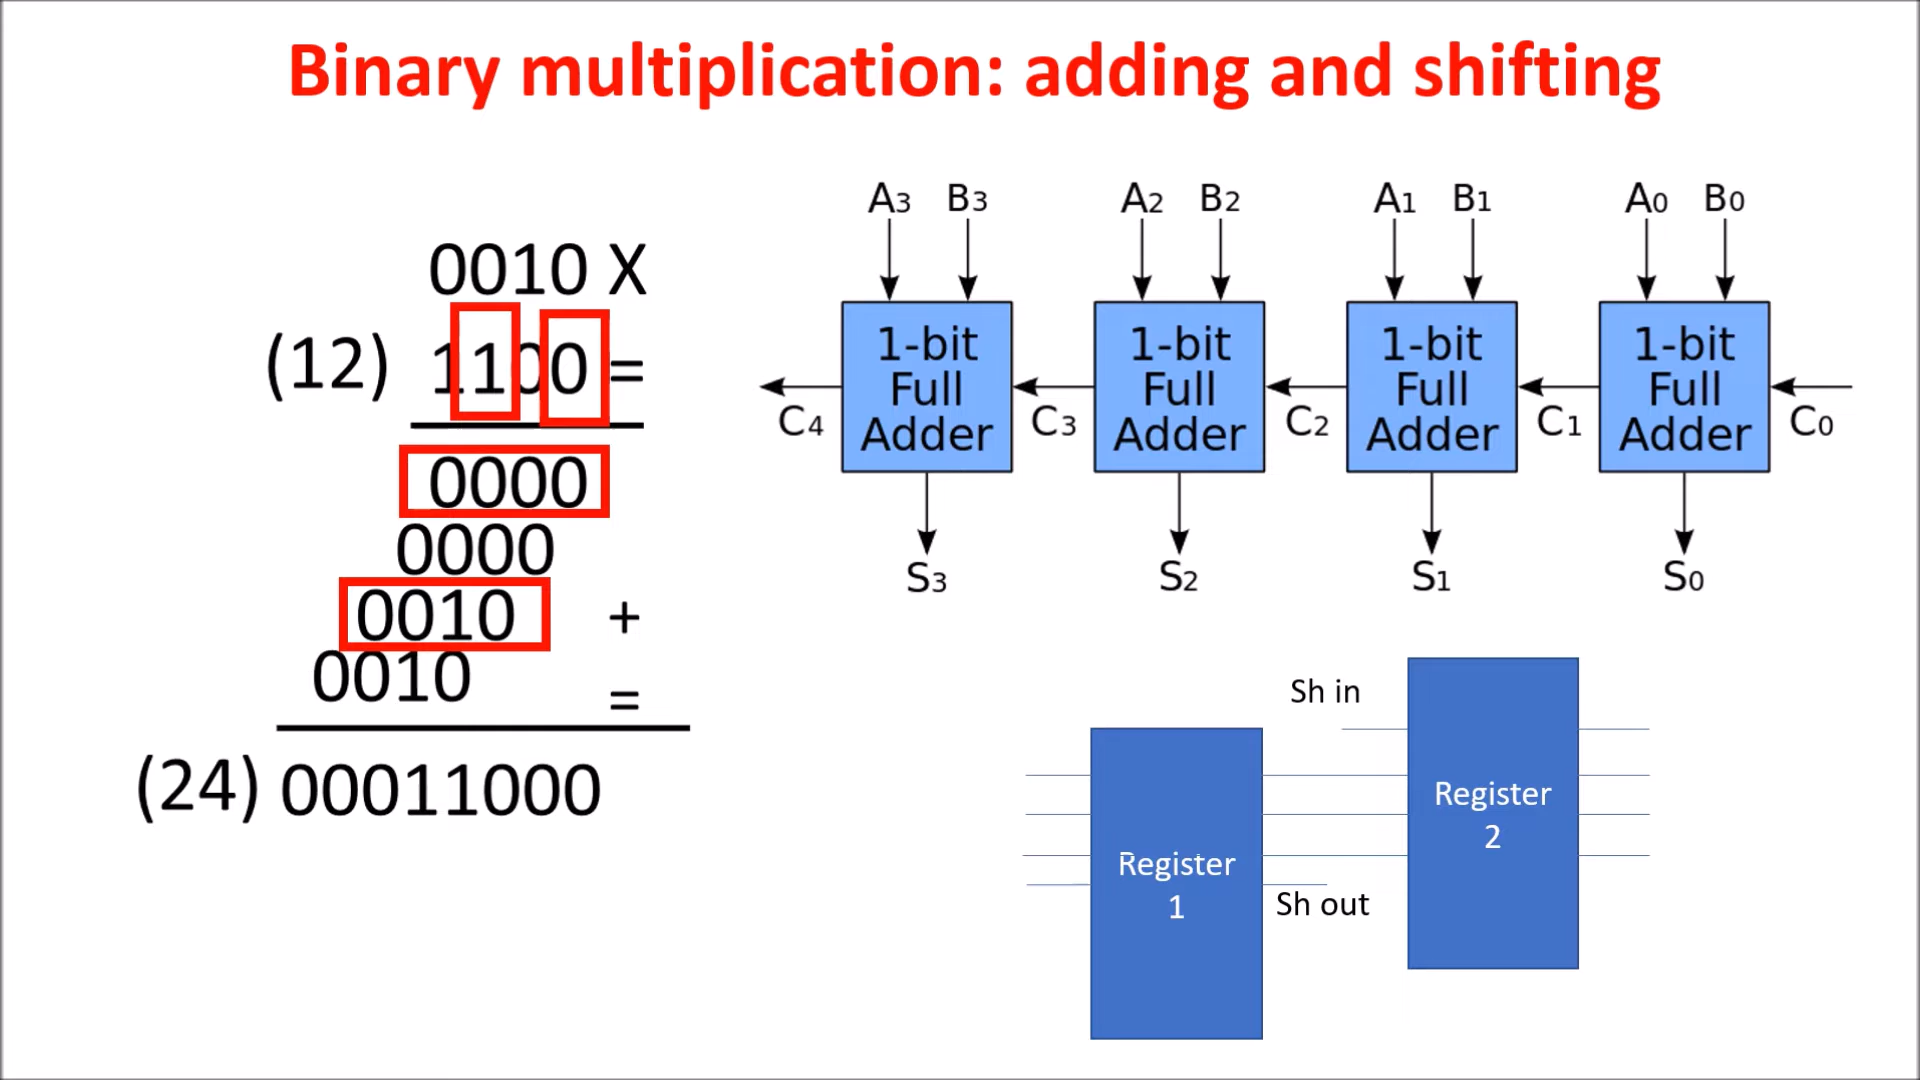 Binary multiplication: adding and shifting
0010 X
(12) 1100 =
0000
0000
0010 +
0010 =
(24) 00011000
A3 B3 A2 B2 A1 B1 A0 B0
1-bit Full Adder
1-bit Full Adder
1-bit Full Adder
1-bit Full Adder
C4 C3 C2 C1 C0
S3 S2 S1 S0
Sh in
Register
2
Register
1
Sh out